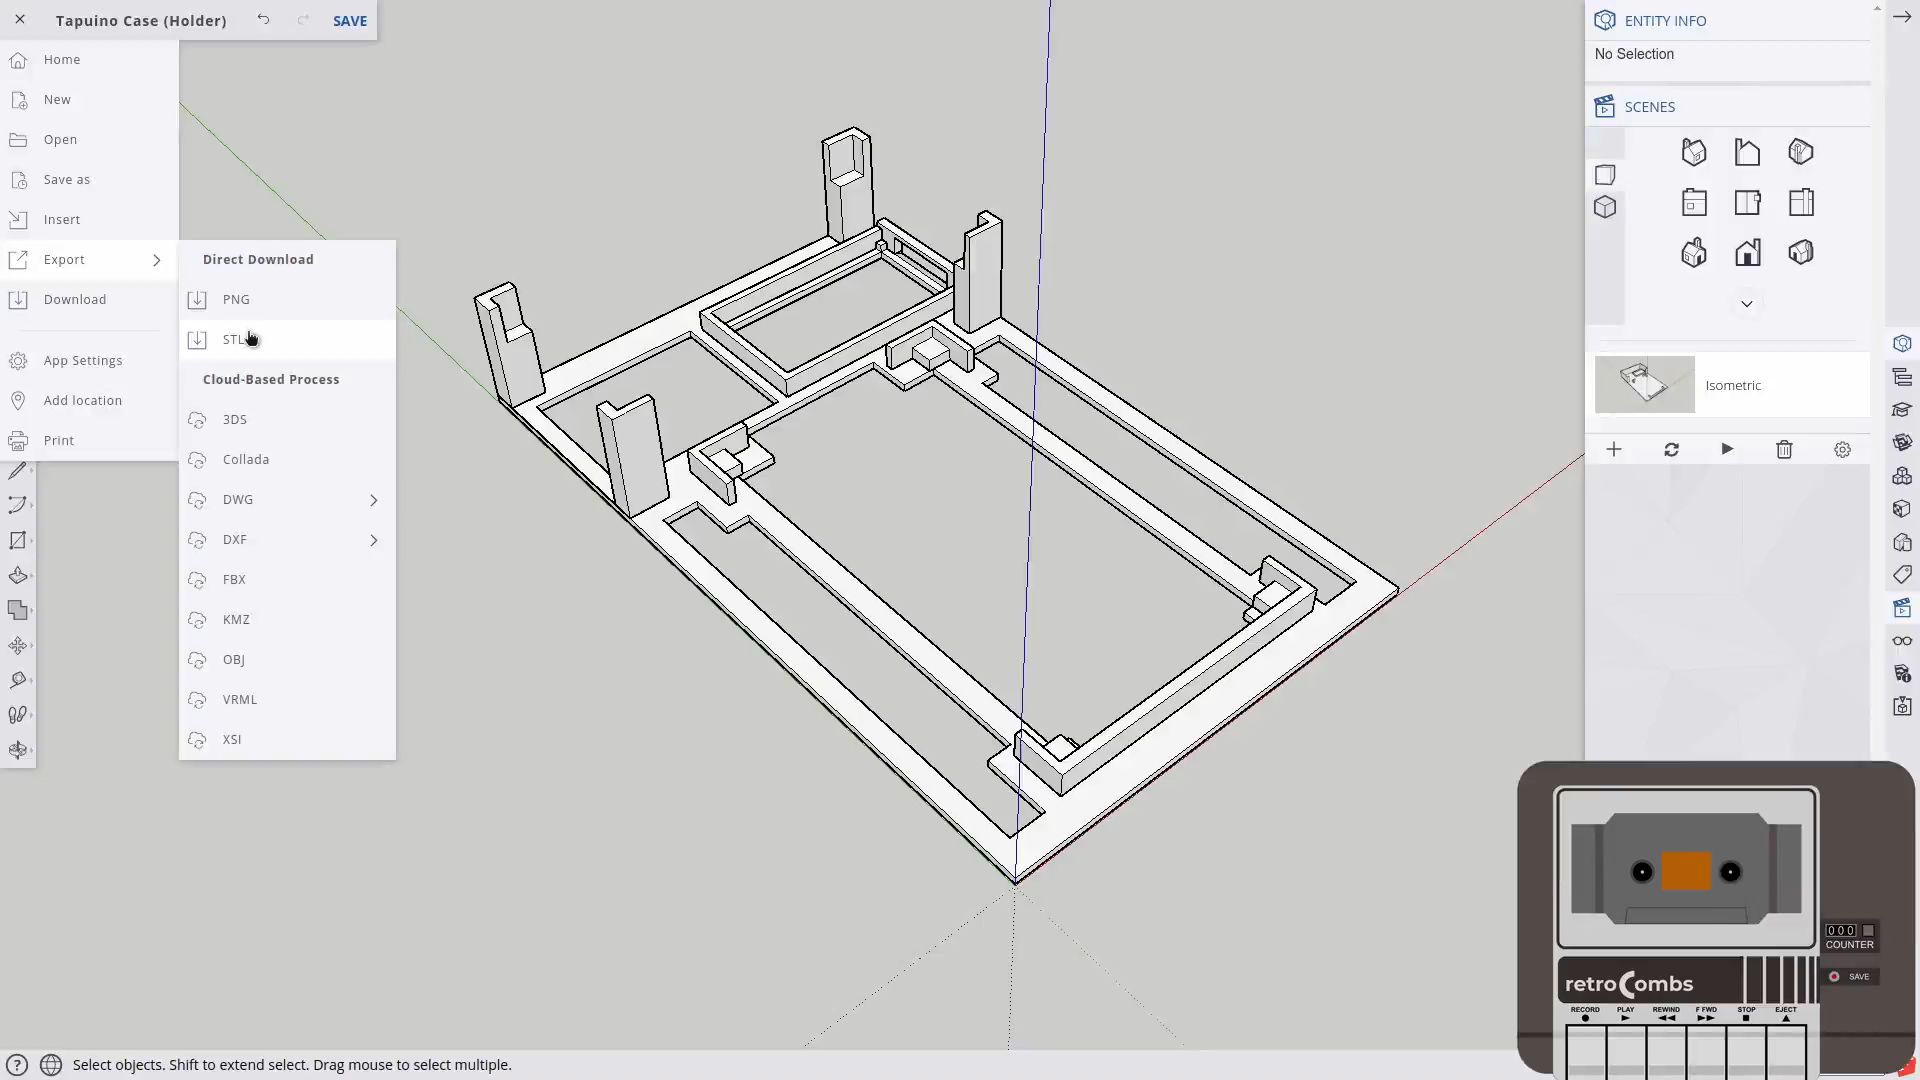 Tapuino Case (Holder)
SAVE
Home
New
Open
Save as
Insert
Export
Download
App Settings
Add location
Print
Direct Download
PNG
STL
Cloud-Based Process
3DS
Collada
DWG
DXF
FBX
KMZ
OBJ
VRML
XSI
ENTITY INFO
No Selection
SCENES
Isometric
000
COUNTER
SAVE
retroCombs
RECORD PLAY REWIND F FWD STOP EJECT
? Select objects. Shift to extend select. Drag mouse to select multiple.